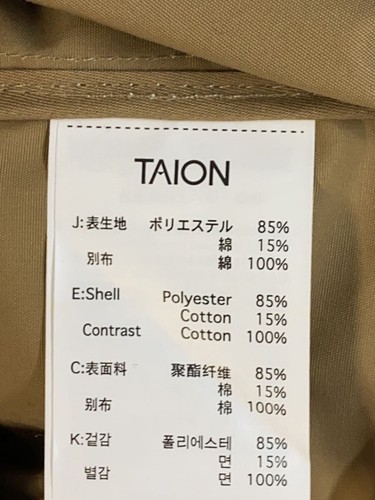 TAION
J:表生地 ポリエステル 85%
綿 15%
別布 綿 100%
E:Shell Polyester 85%
Cotton 15%
Contrast Cotton 100%
C:表面料 聚酯纤维 85%
棉 15%
别布 棉 100%
K:겉감 폴리에스테 85%
면 15%
별감 면 100%